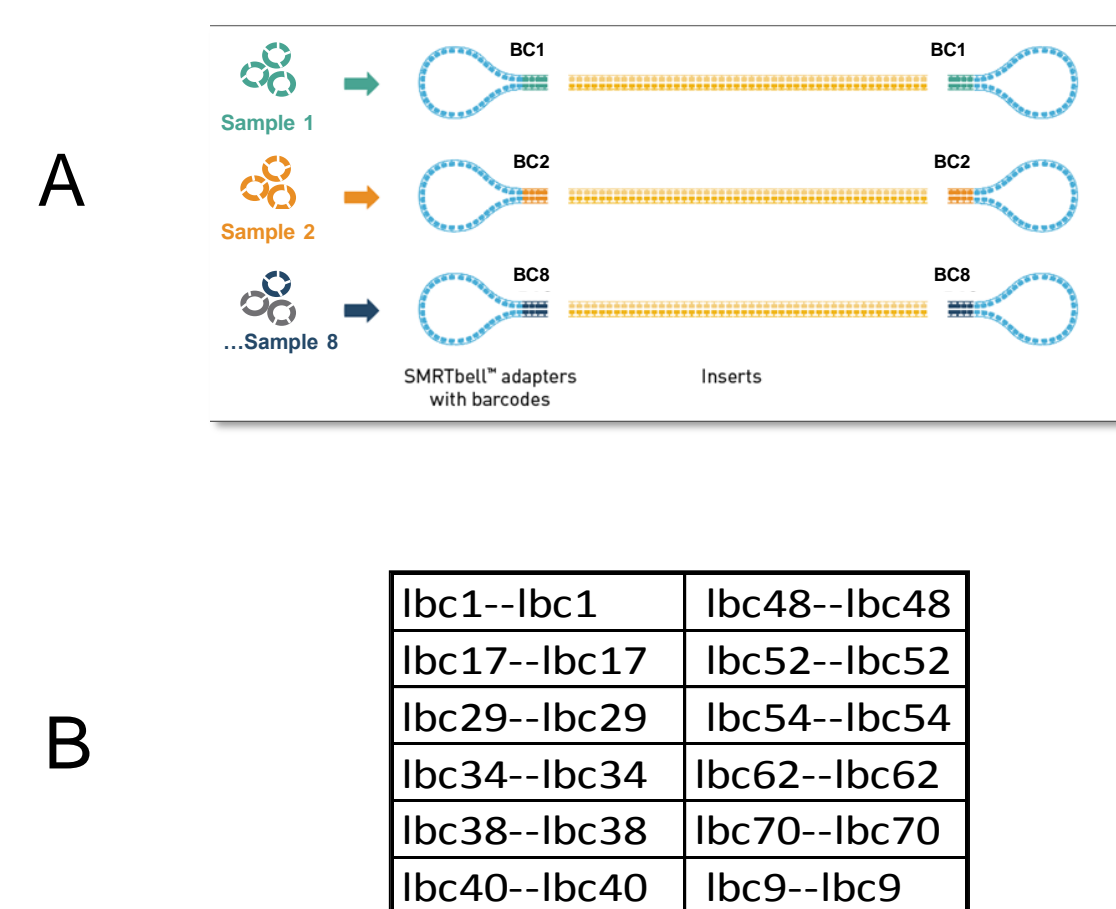 A
BC1 BC1
Sample 1
BC2 BC2
Sample 2
BC8 BC8
...Sample 8
SMRTbell™ adapters
with barcodes
Inserts
B
lbc1--lbc1 lbc48--lbc48
lbc17--lbc17 lbc52--lbc52
lbc29--lbc29 lbc54--lbc54
lbc34--lbc34 lbc62--lbc62
lbc38--lbc38 lbc70--lbc70
lbc40--lbc40 lbc9--lbc9